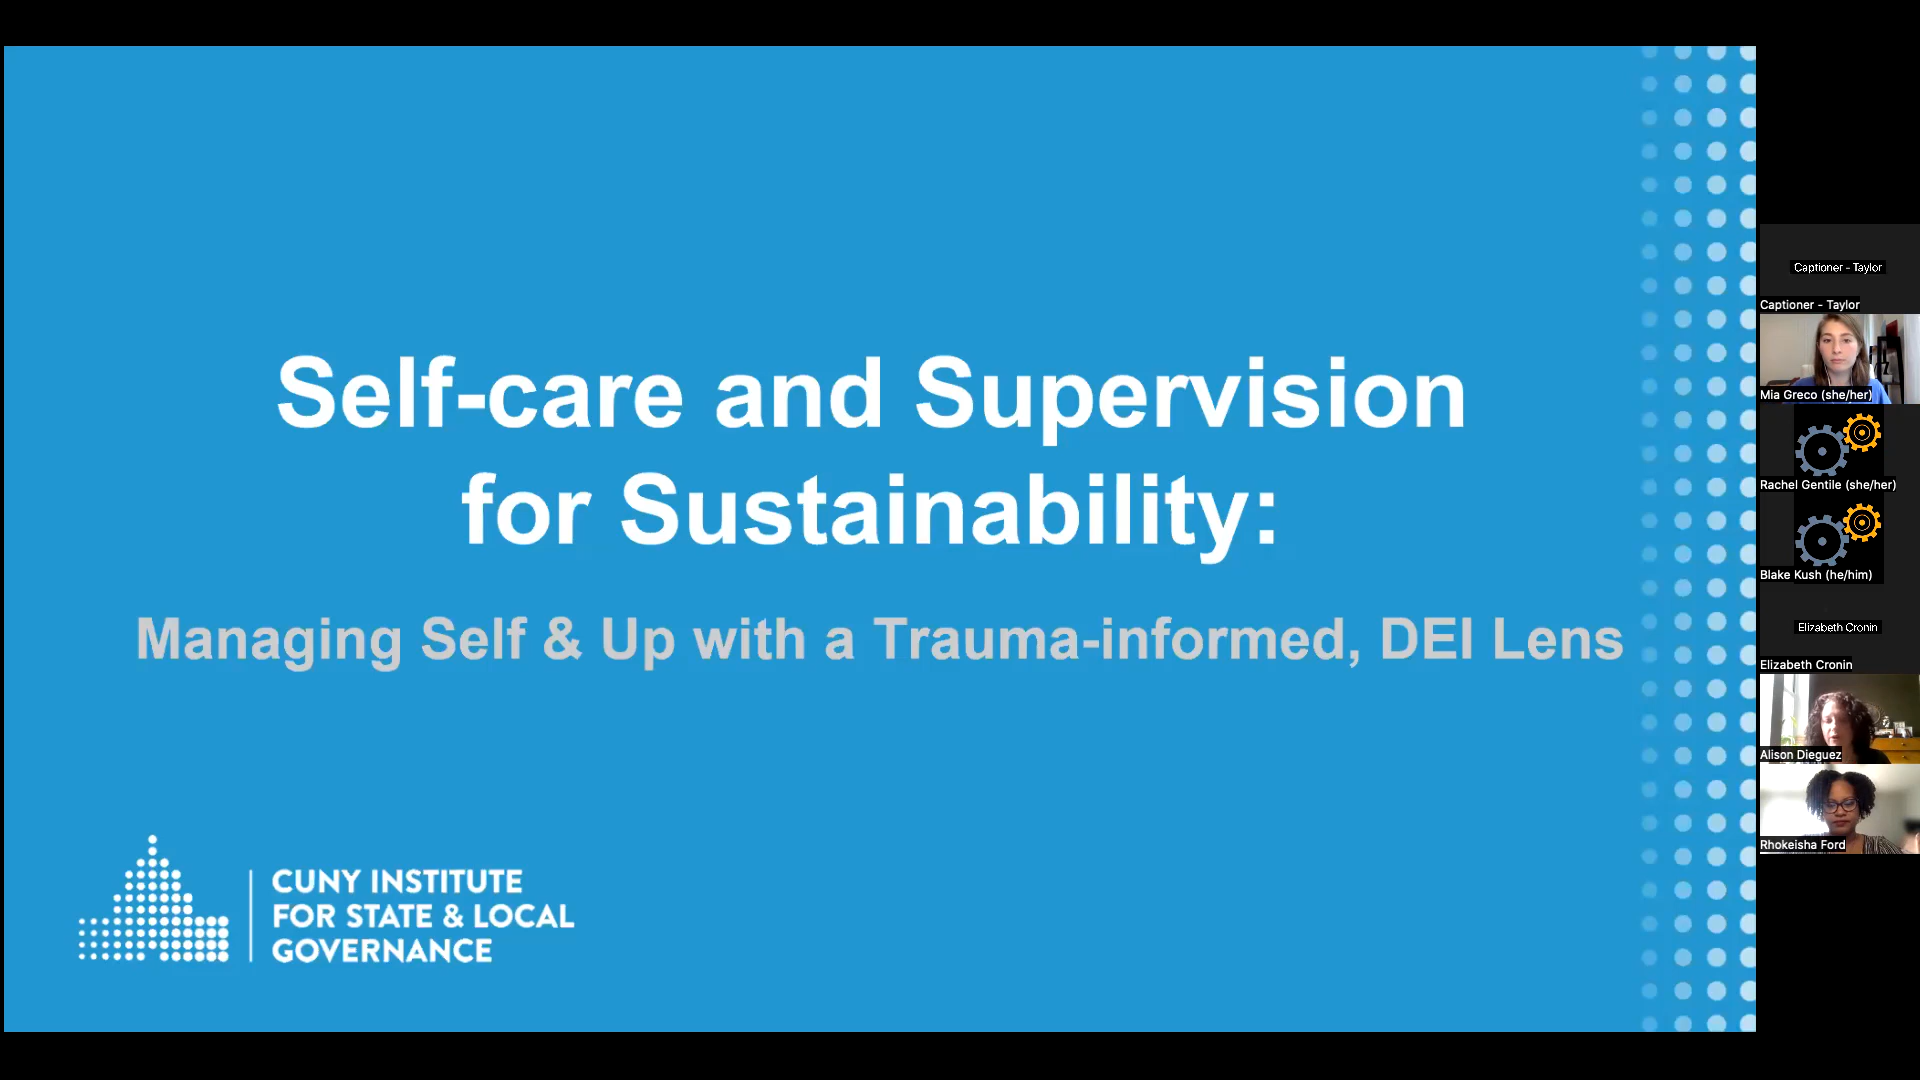 Self-care and Supervision
for Sustainability:
Managing Self & Up with a Trauma-informed, DEI Lens
CUNY INSTITUTE
FOR STATE & LOCAL
GOVERNANCE
Captioner - Taylor
Captioner - Taylor
Mia Greco (she/her)
Rachel Gentile (she/her)
Blake Kush (he/him)
Elizabeth Cronin
Elizabeth Cronin
Alison Dieguez
Rhokeisha Ford